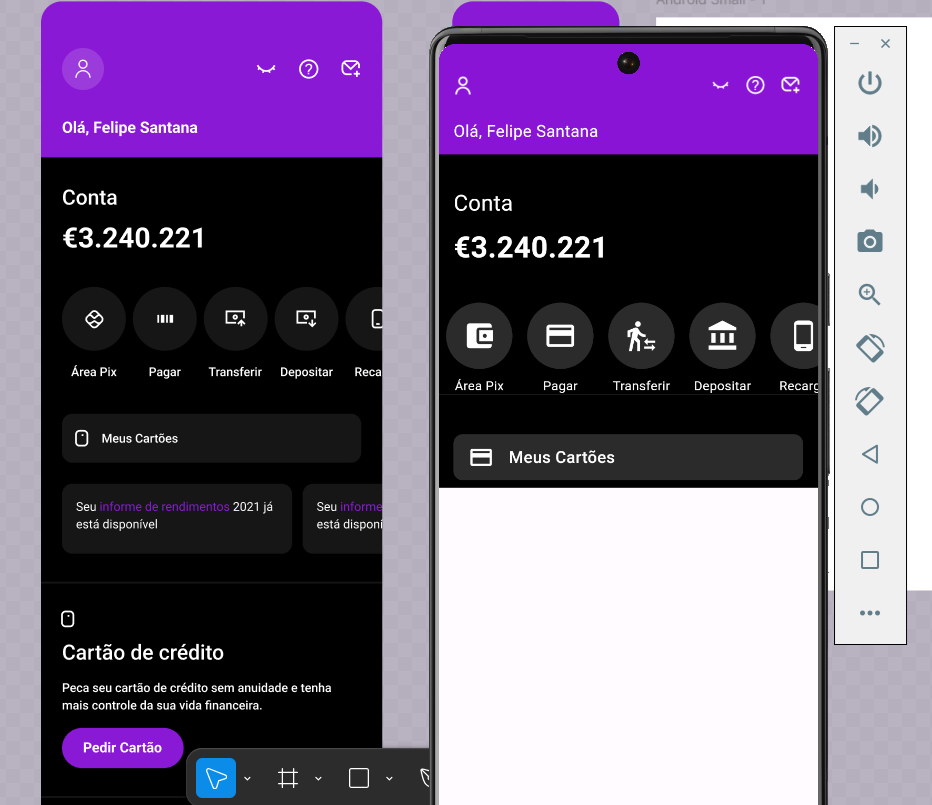 Android Small - 1
Olá, Felipe Santana
Conta
€3.240.221
Área Pix
Pagar
Transferir
Depositar
Reca
Meus Cartões
Seu informe de rendimentos 2021 já
está disponível
Seu informe
está disponí
Cartão de crédito
Peca seu cartão de crédito sem anuidade e tenha
mais controle da sua vida financeira.
Pedir Cartão
Olá, Felipe Santana
Conta
€3.240.221
Área Pix
Pagar
Transferir
Depositar
Recarg
Meus Cartões